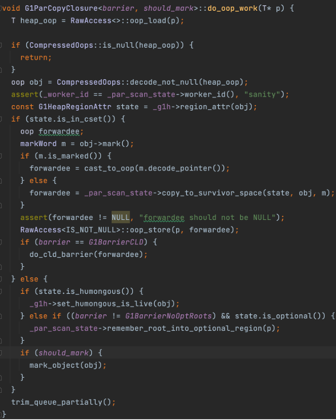 void G1ParCopyClosure<barrier, should_mark>::do_oop_work(T* p) {
T heap_oop = RawAccess<>::oop_load(p);
if (CompressedOops::is_null(heap_oop)) {
return;
}
oop obj = CompressedOops::decode_not_null(heap_oop);
assert(_worker_id == _par_scan_state->worker_id(), "sanity");
const G1HeapRegionAttr state = _g1h->region_attr(obj);
if (state.is_in_cset()) {
oop forwardee;
markWord m = obj->mark();
if (m.is_marked()) {
forwardee = cast_to_oop(m.decode_pointer());
} else {
forwardee = _par_scan_state->copy_to_survivor_space(state, obj, m);
}
assert(forwardee != NULL, "forwardee should not be NULL");
RawAccess<IS_NOT_NULL>::oop_store(p, forwardee);
if (barrier == G1BarrierCLD) {
do_cld_barrier(forwardee);
}
} else {
if (state.is_humongous()) {
_g1h->set_humongous_is_live(obj);
} else if ((barrier != G1BarrierNoOptRoots) && state.is_optional()) {
_par_scan_state->remember_root_into_optional_region(p);
}
if (should_mark) {
mark_object(obj);
}
}
trim_queue_partially();
}